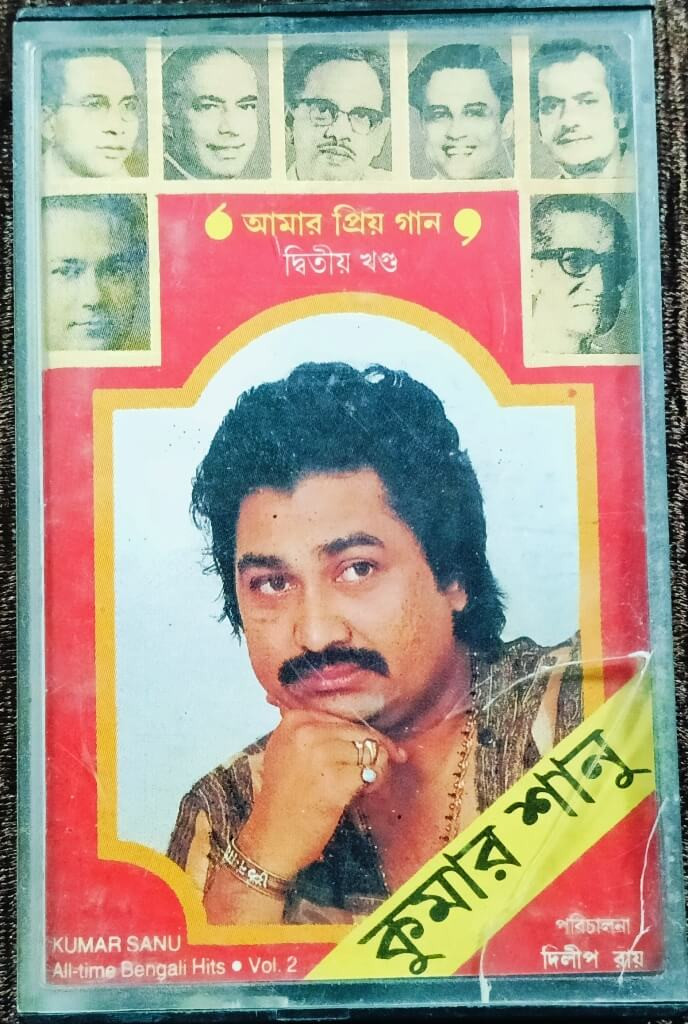 ‘ আমার প্রিয় গান ’
দ্বিতীয় খণ্ড
কুমার শানু
KUMAR SANU
All-time Bengali Hits • Vol. 2
পরিচালনা
দিলীপ রায়